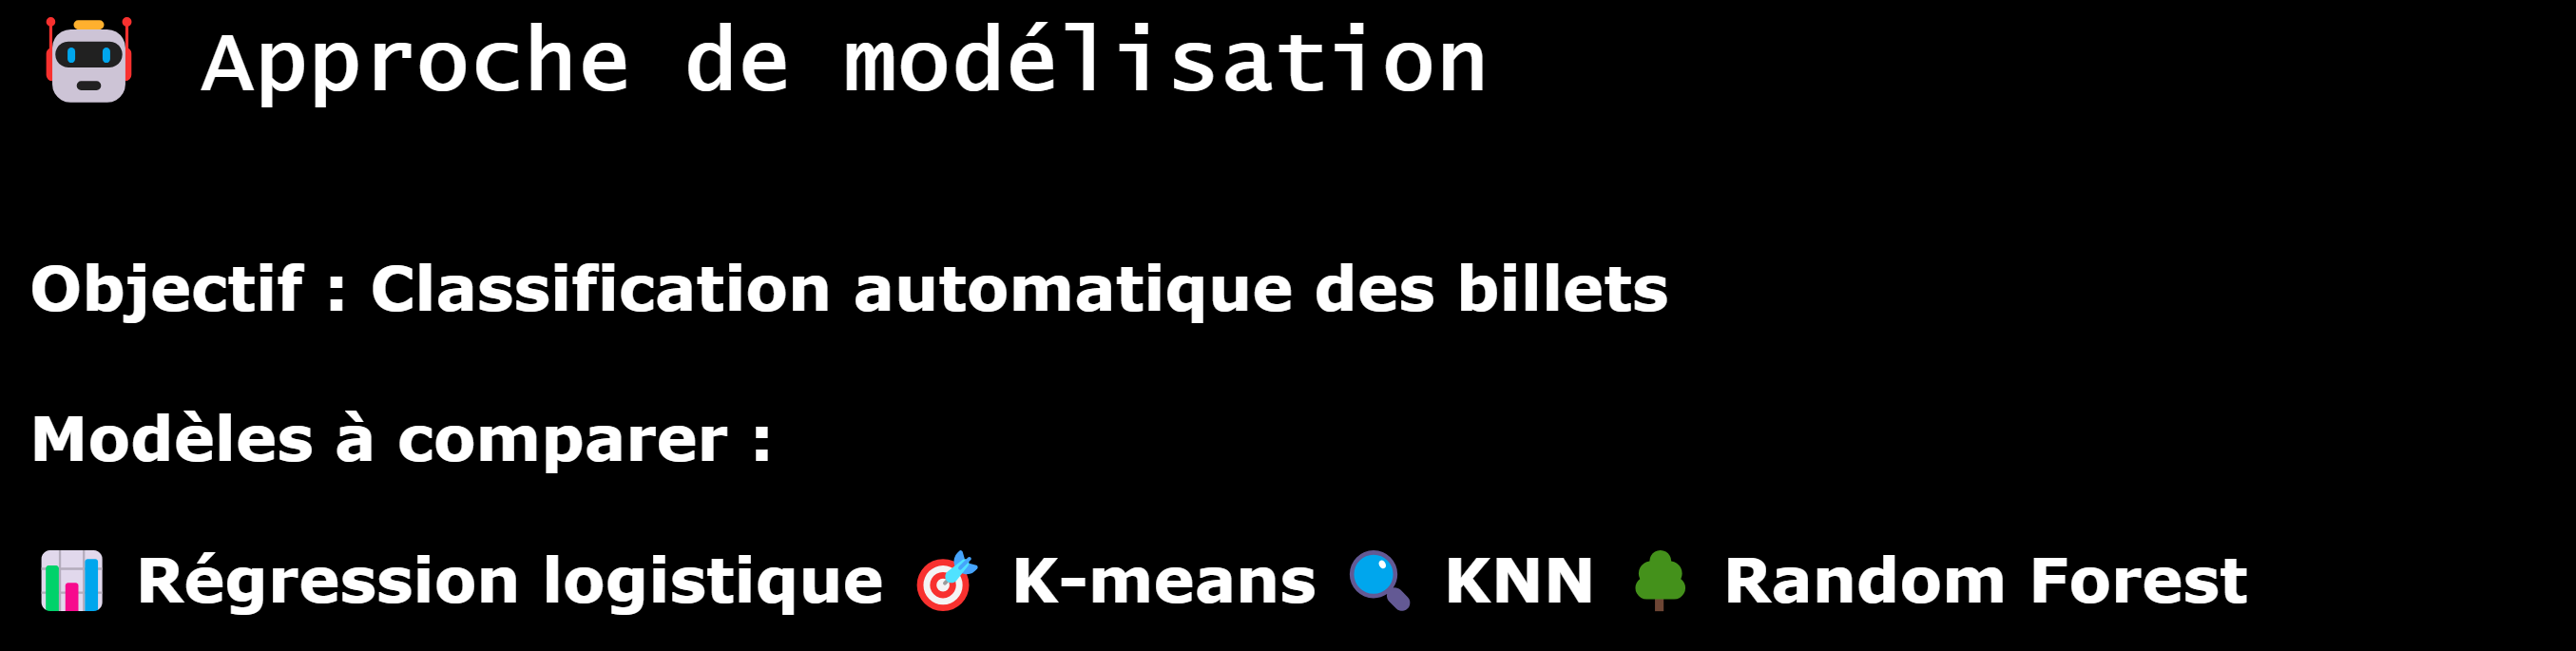 Approche de modélisation
Objectif : Classification automatique des billets
Modèles à comparer :
Régression logistique K-means KNN Random Forest